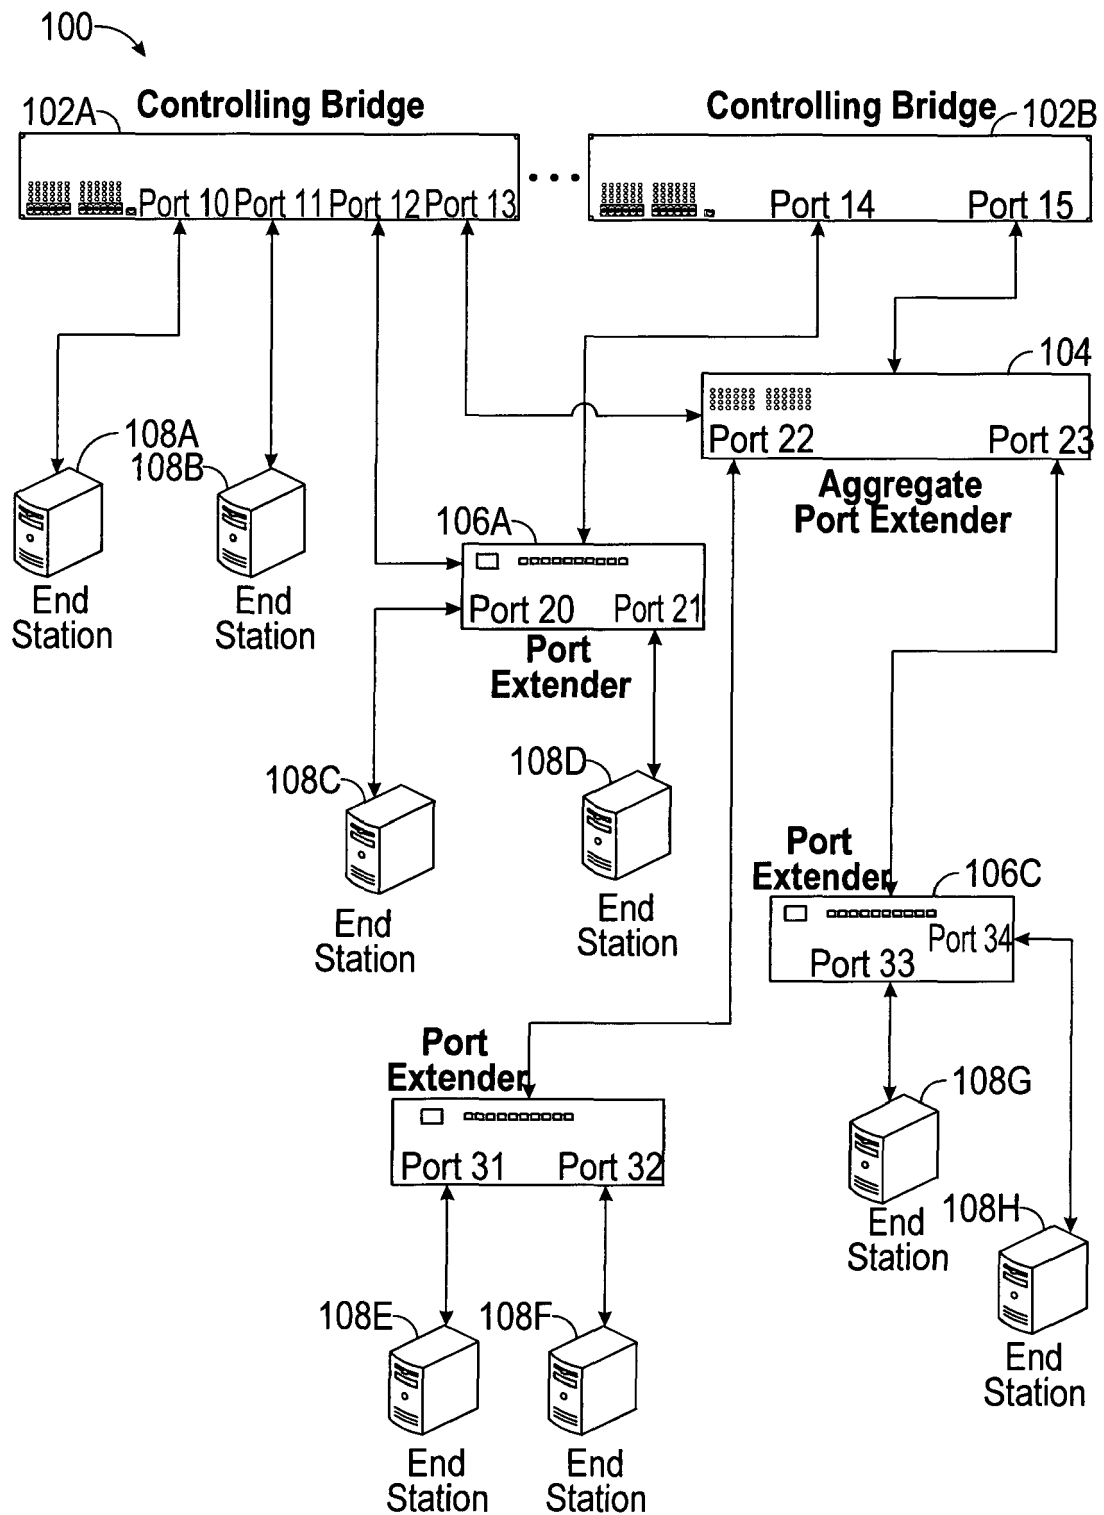 100
Controlling Bridge
102A
Controlling Bridge
102B
Port 10
Port 11
Port 12
Port 13
Port 14
Port 15
104
Port 22
Port 23
Aggregate
Port Extender
108A
108B
End
Station
End
Station
106A
Port 20
Port 21
Port
Extender
108C
End
Station
108D
End
Station
Port
Extender
106C
Port 34
Port 33
Port
Extender
Port 31
Port 32
108G
End
Station
108H
End
Station
108E
End
Station
108F
End
Station